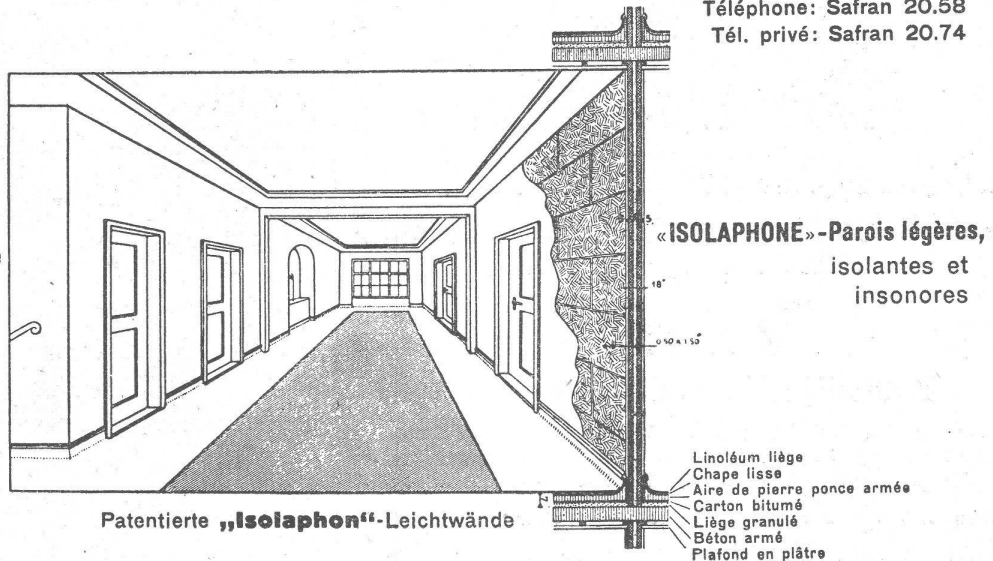 Téléphone: Safran 20.58
Tél. privé: Safran 20.74
«ISOLAPHONE»-Parois légères,
isolantes et
insonores
18"
Linoléum liège
Chape lisse
Aire de pierre ponce armée
Carton bitumé
Liège granulé
Béton armé
Plafond en plâtre
Patentierte „Isolaphon“-Leichtwände